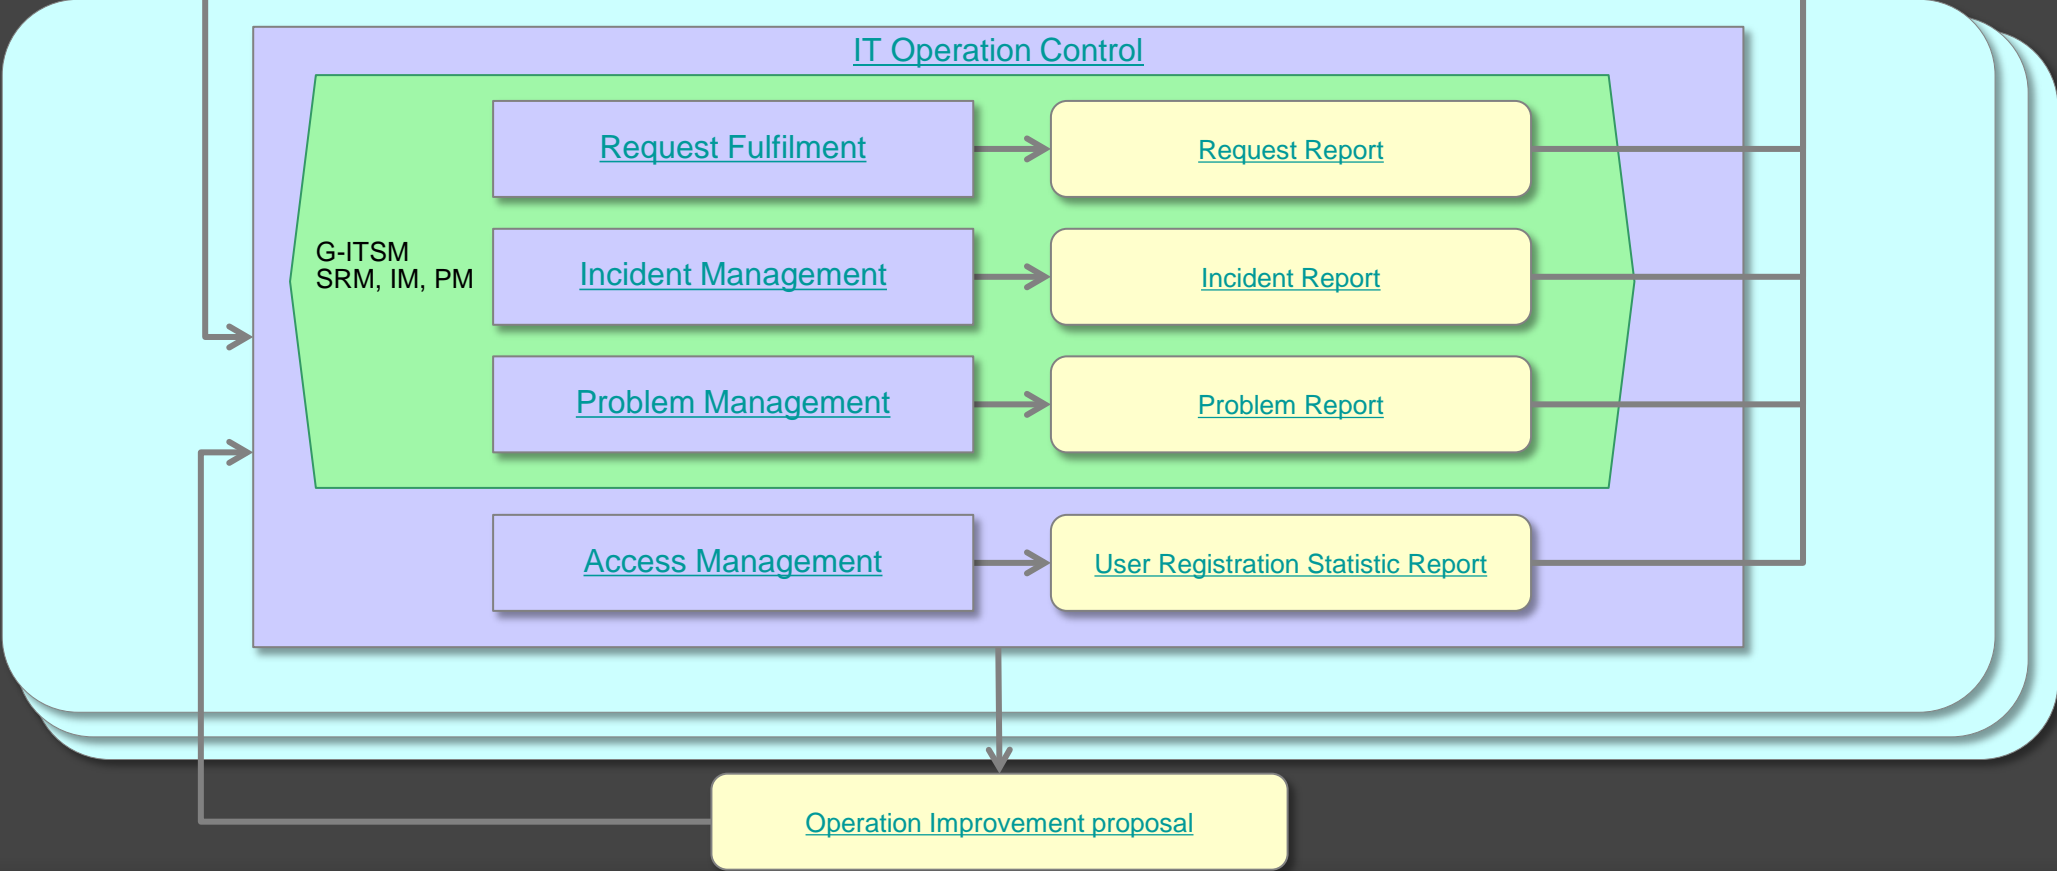 IT Operation Control
Request Fulfilment
Request Report
G-ITSM
SRM, IM, PM
Incident Management
Incident Report
Problem Management
Problem Report
Access Management
User Registration Statistic Report
Operation Improvement proposal